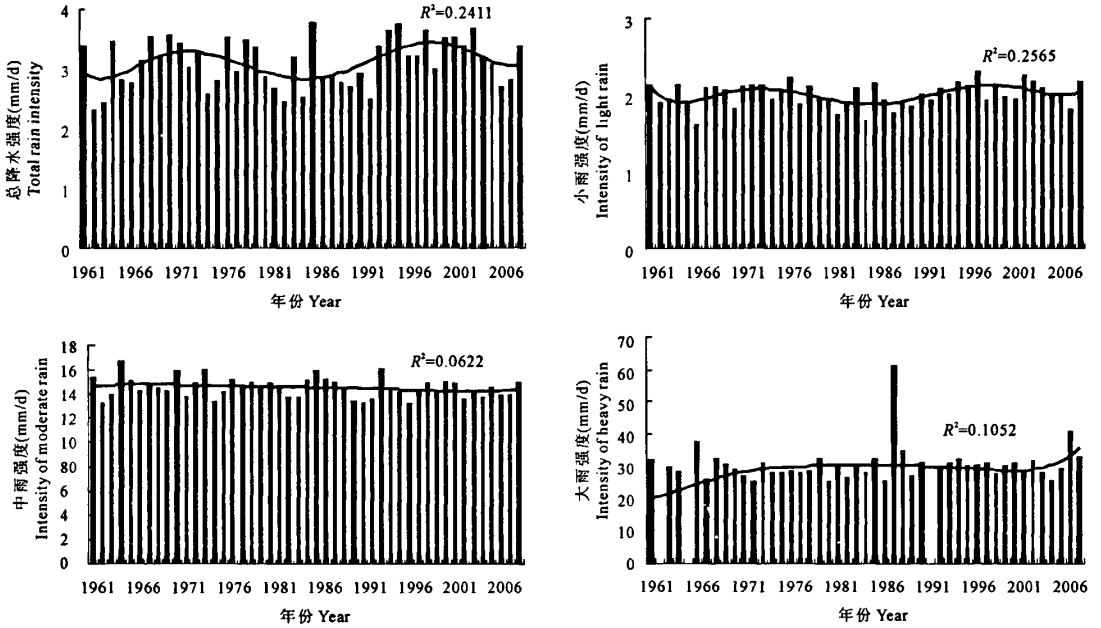 总降水强度(mm/d)
Total rain intensity
4
3
2
1
0
R²=0.2411
1961 1966 1971 1976 1981 1986 1991 1996 2001 2006
年份 Year
小雨强度(mm/d)
Intensity of light rain
3
2
1
0
R²=0.2565
1961 1966 1971 1976 1981 1986 1991 1996 2001 2006
年份 Year
中雨强度(mm/d)
Intensity of moderate rain
18
16
14
12
10
80
60
4
2
0
R²=0.0622
1961 1966 1971 1976 1981 1986 1991 1996 2001 2006
年份 Year
大雨强度(mm/d)
Intensity of heavy rain
70
60
50
40
30
20
10
0
R²=0.1052
1961 1966 1971 1976 1981 1986 1991 1996 2001 2006
年份 Year